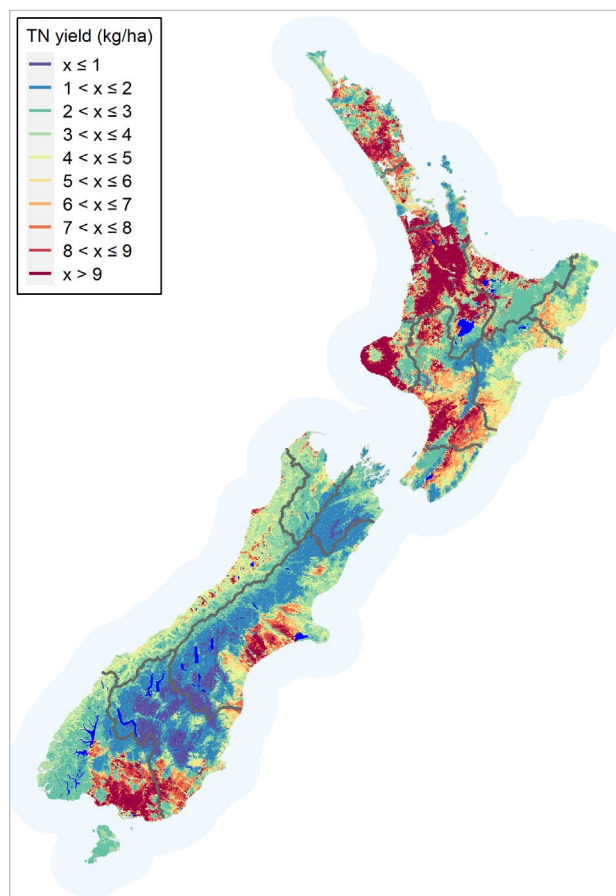 TN yield (kg/ha)
x ≤ 1
1 < x ≤ 2
2 < x ≤ 3
3 < x ≤ 4
4 < x ≤ 5
5 < x ≤ 6
6 < x ≤ 7
7 < x ≤ 8
8 < x ≤ 9
x > 9